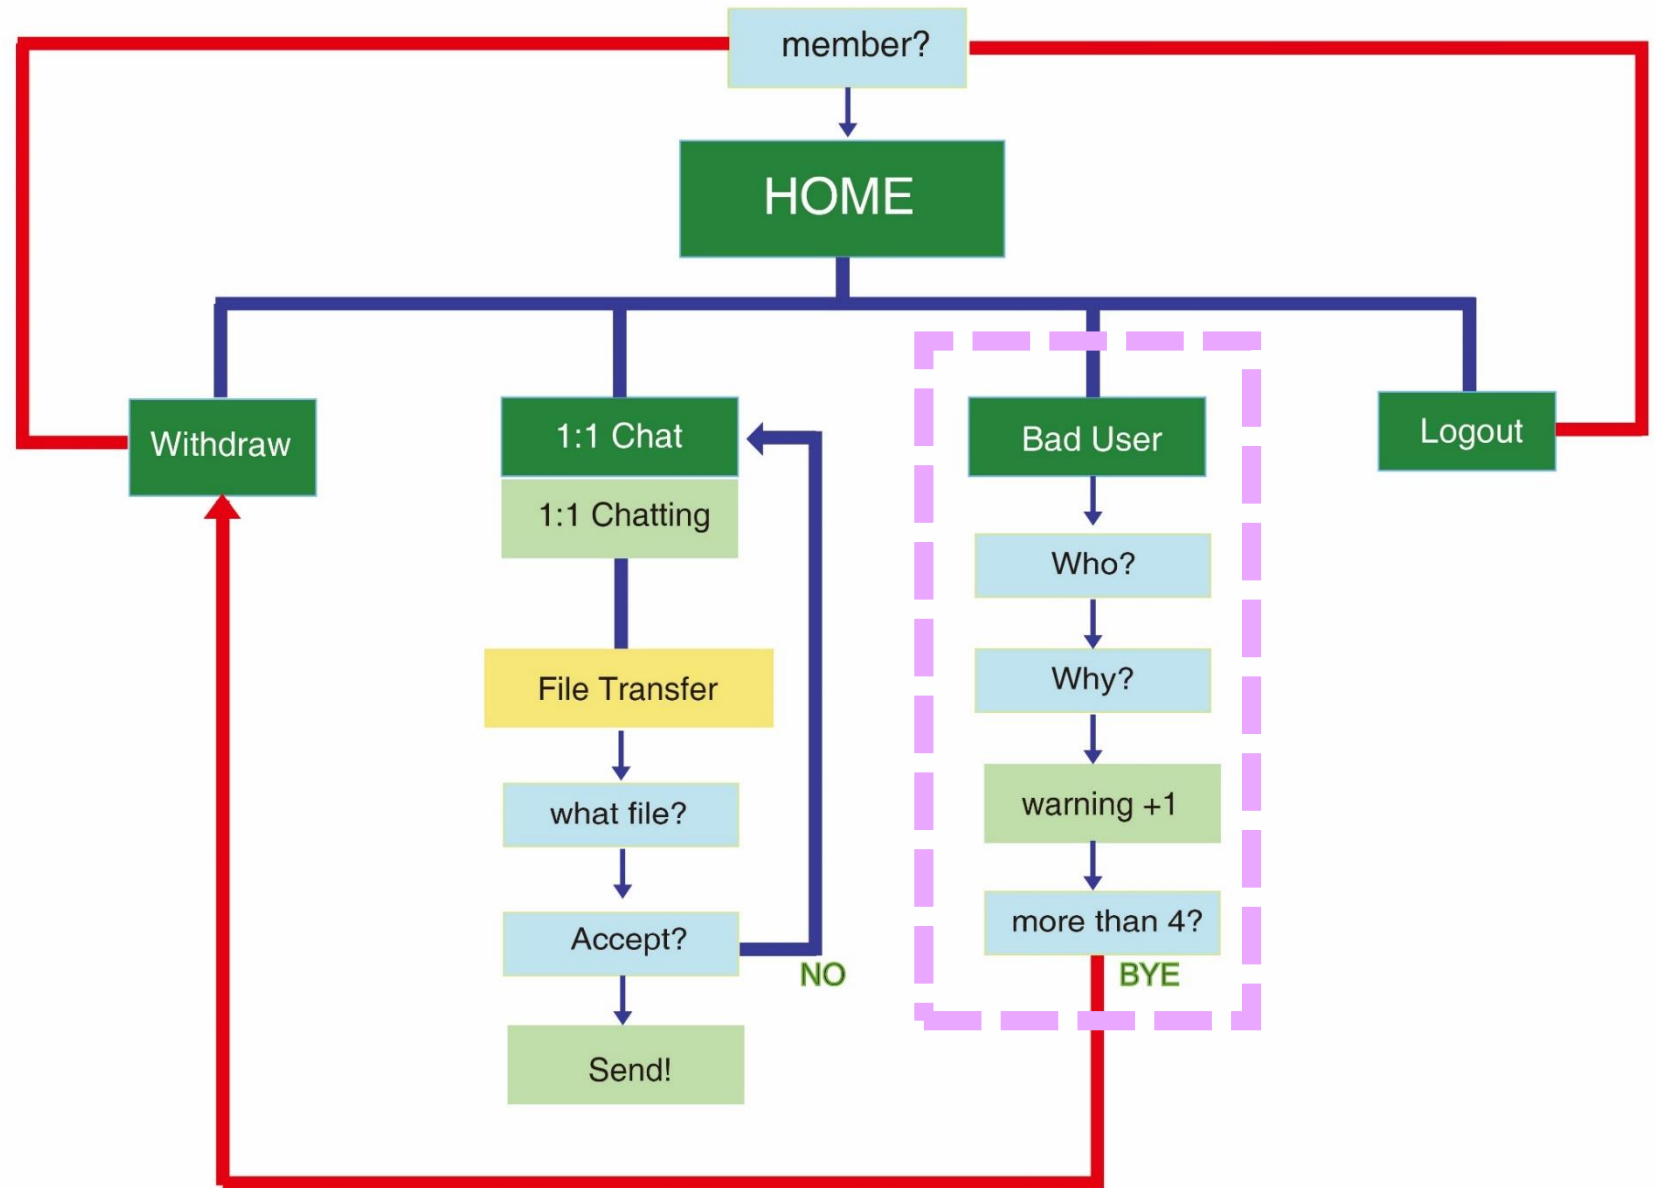 member?
HOME
Withdraw
1:1 Chat
1:1 Chatting
File Transfer
what file?
Accept?
NO
Send!
Bad User
Who?
Why?
warning +1
more than 4?
BYE
Logout